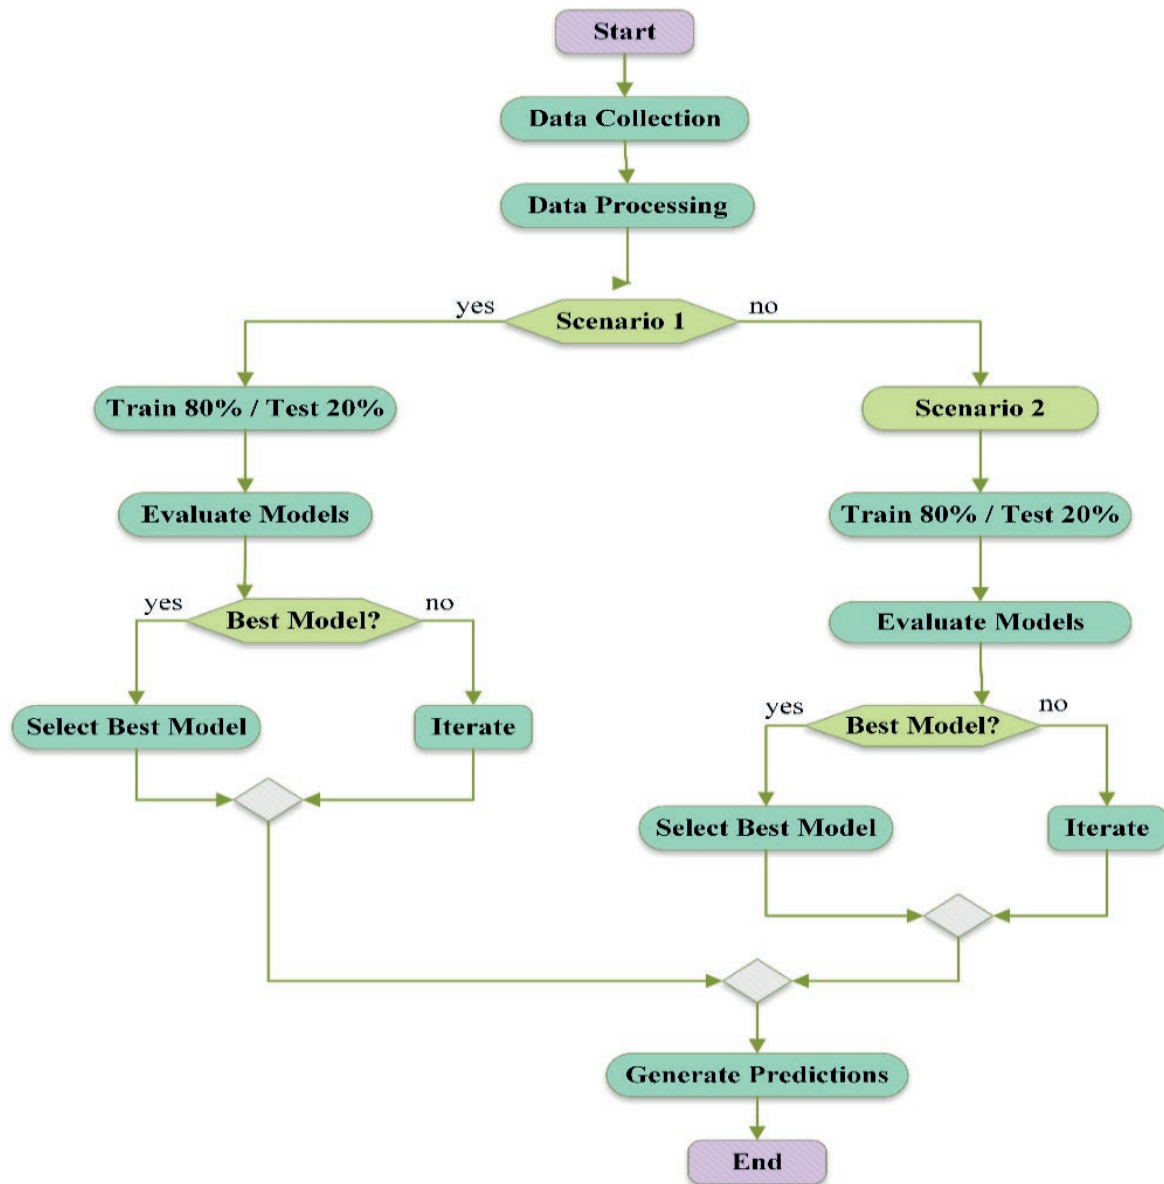 Start
Data Collection
Data Processing
yes
Scenario 1
no
Train 80% / Test 20%
Evaluate Models
yes
Best Model?
no
Select Best Model
Iterate
Scenario 2
Train 80% / Test 20%
Evaluate Models
yes
Best Model?
no
Select Best Model
Iterate
Generate Predictions
End